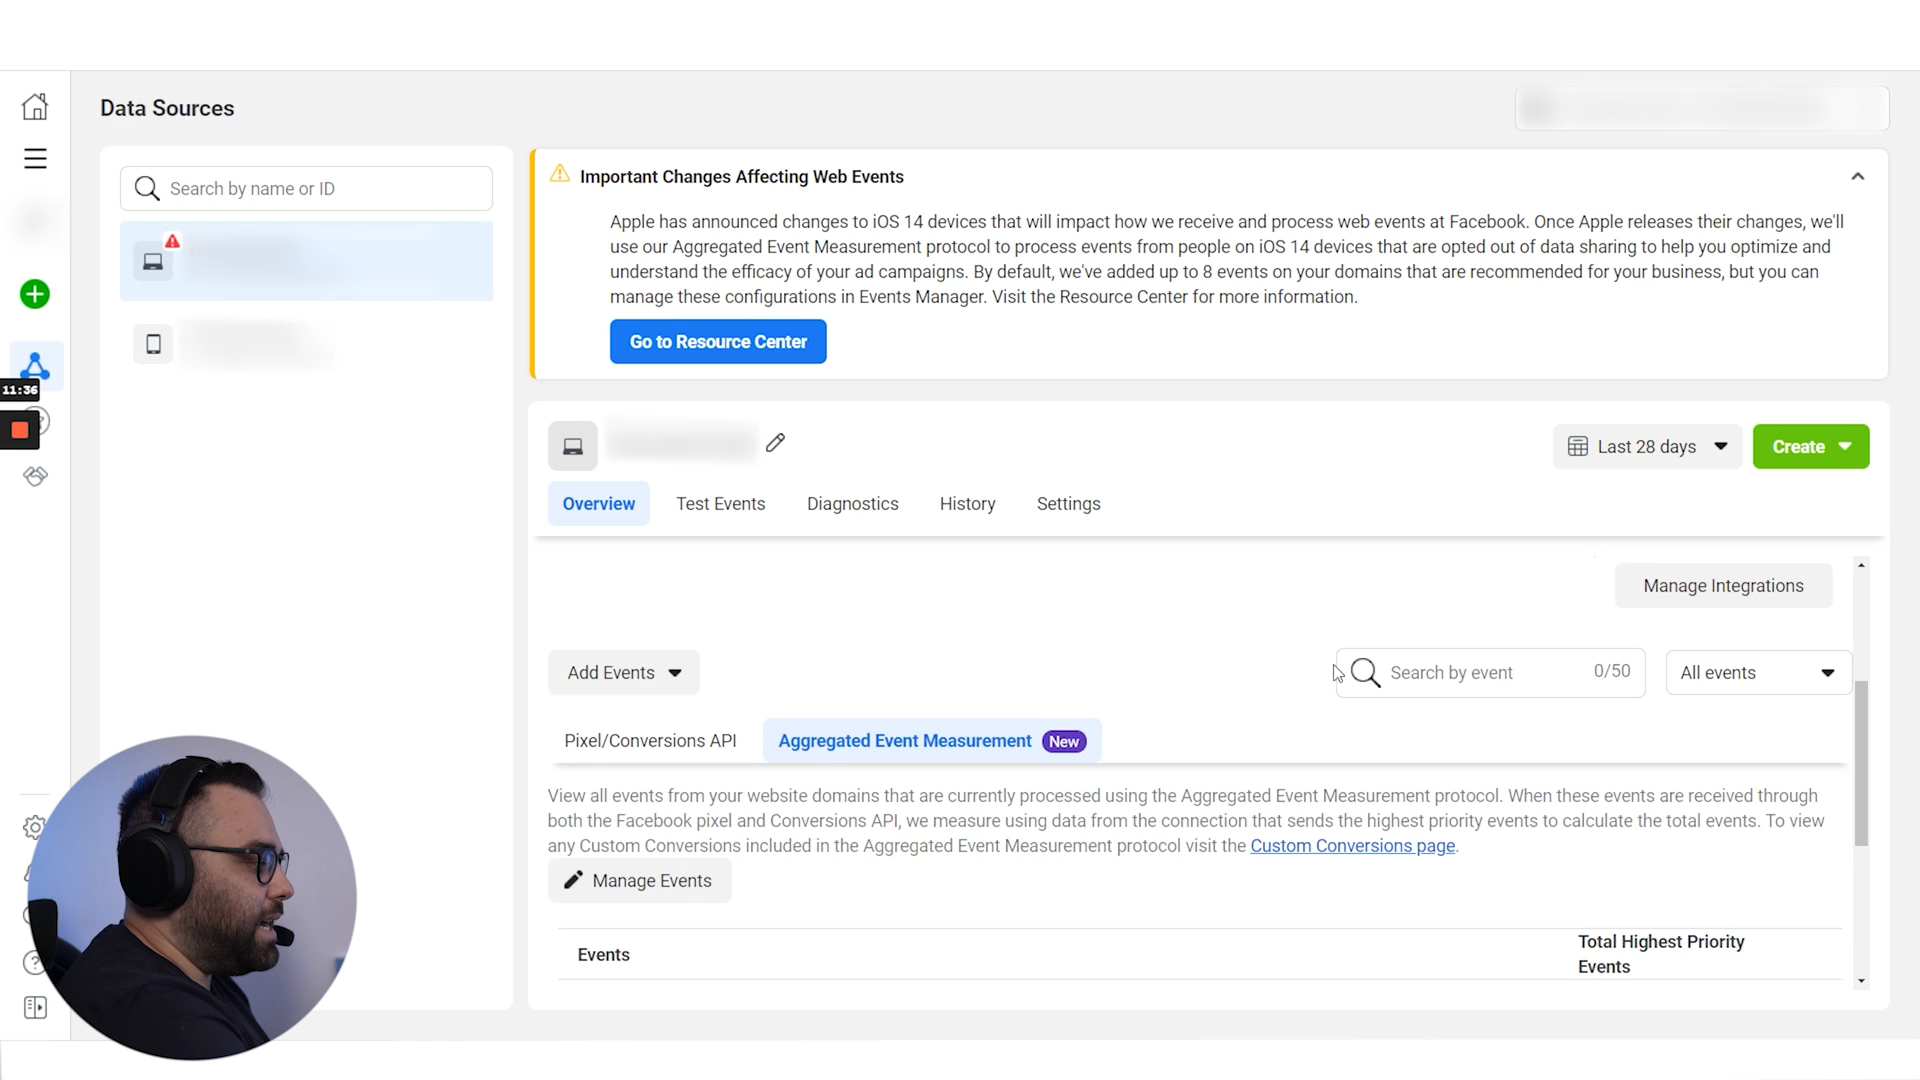 Data Sources
Search by name or ID
Important Changes Affecting Web Events
Apple has announced changes to iOS 14 devices that will impact how we receive and process web events at Facebook. Once Apple releases their changes, we'll
use our Aggregated Event Measurement protocol to process events from people on iOS 14 devices that are opted out of data sharing to help you optimize and
understand the efficacy of your ad campaigns. By default, we've added up to 8 events on your domains that are recommended for your business, but you can
manage these configurations in Events Manager. Visit the Resource Center for more information.
Go to Resource Center
11:36
Last 28 days
Create
Overview
Test Events
Diagnostics
History
Settings
Manage Integrations
Add Events
Search by event
0/50
All events
Pixel/Conversions API
Aggregated Event Measurement
New
View all events from your website domains that are currently processed using the Aggregated Event Measurement protocol. When these events are received through
both the Facebook pixel and Conversions API, we measure using data from the connection that sends the highest priority events to calculate the total events. To view
any Custom Conversions included in the Aggregated Event Measurement protocol visit the Custom Conversions page.
Manage Events
Events
Total Highest Priority
Events